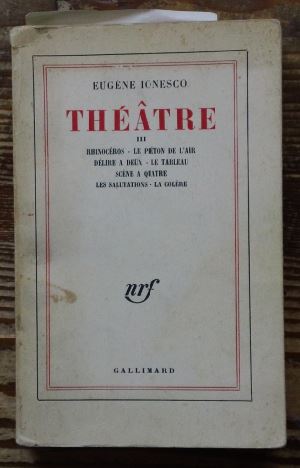 EUGÈNE IONESCO
THÉÂTRE
III
RHINOCÉROS - LE PIÉTON DE L'AIR
DÉLIRE A DEUX - LE TABLEAU
SCÈNE A QUATRE
LES SALUTATIONS - LA COLÈRE
nrf
GALLIMARD